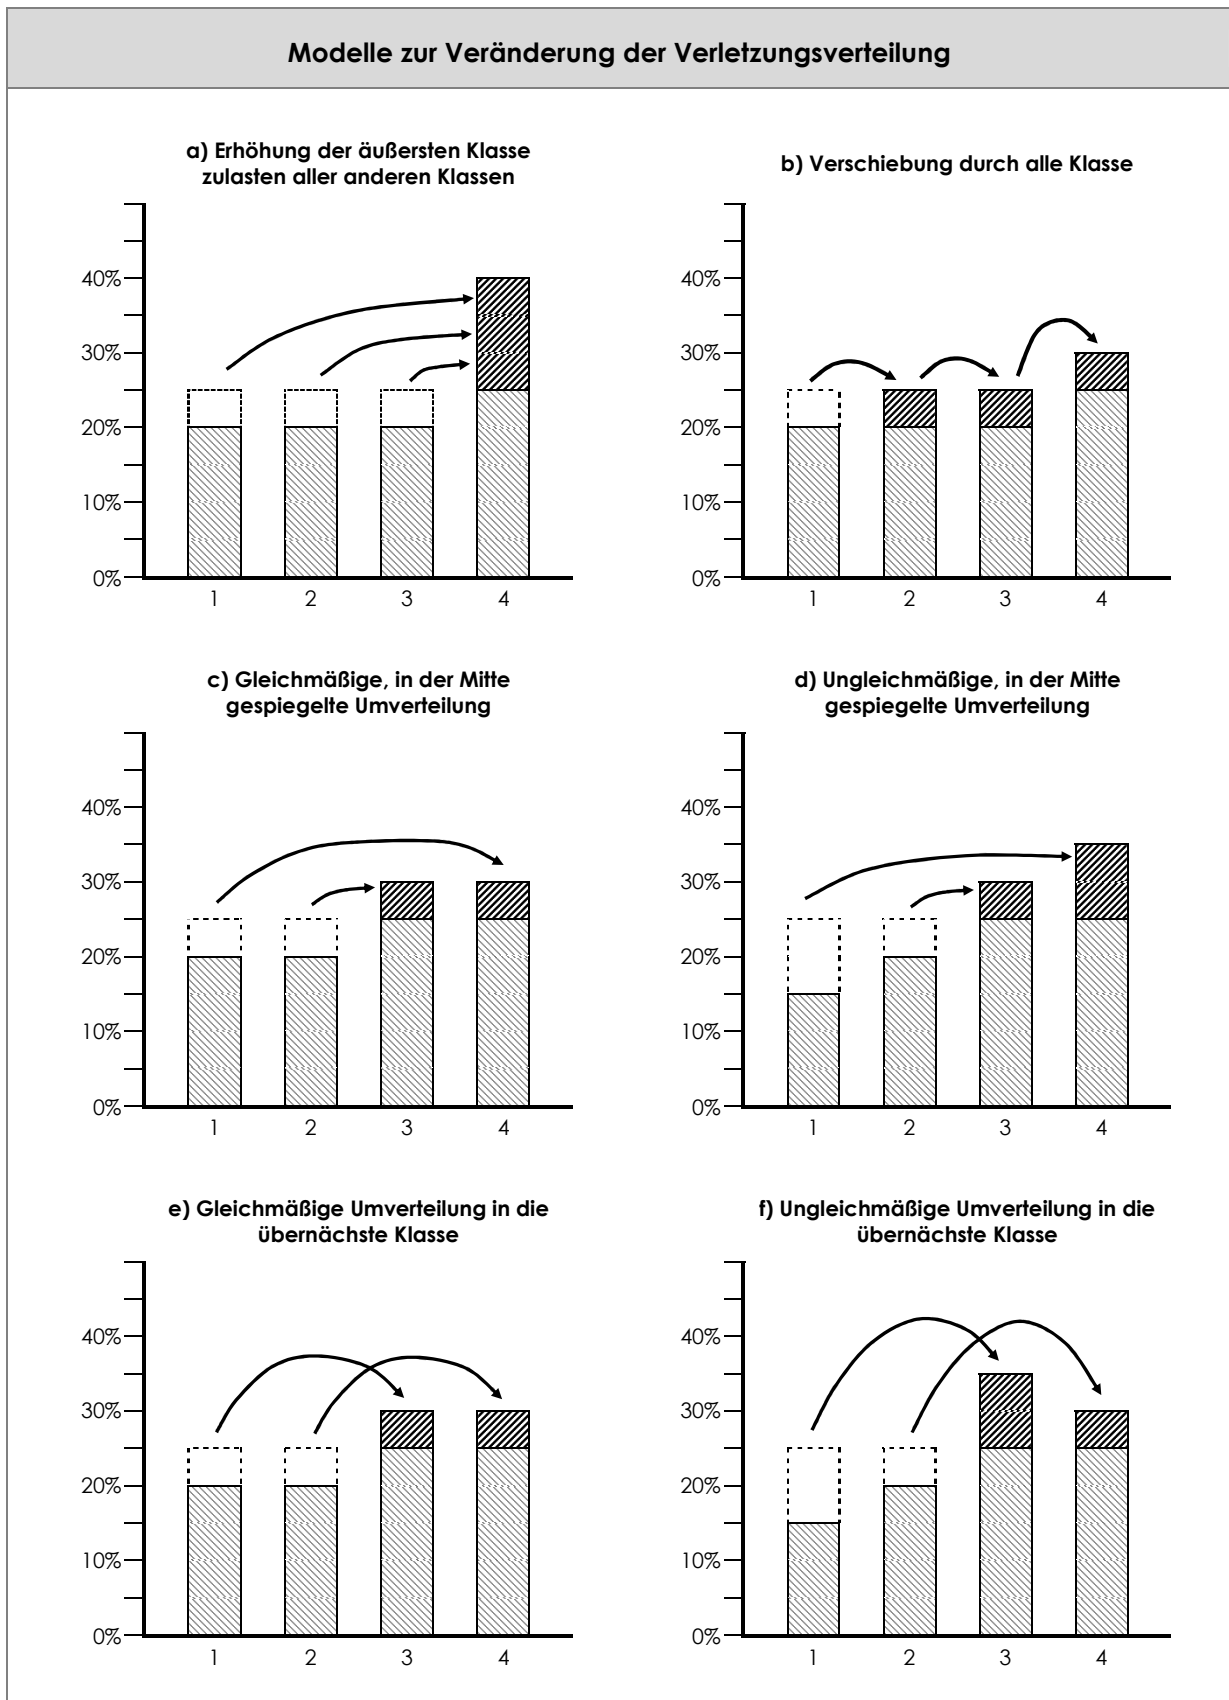 Modelle zur Veränderung der Verletzungsverteilung
a) Erhöhung der äußersten Klasse
zulasten aller anderen Klassen
40%
30%
20%
10%
0%
1 2 3 4
b) Verschiebung durch alle Klasse
40%
30%
20%
10%
0%
1 2 3 4
c) Gleichmäßige, in der Mitte
gespiegelte Umverteilung
40%
30%
20%
10%
0%
1 2 3 4
d) Ungleichmäßige, in der Mitte
gespiegelte Umverteilung
40%
30%
20%
10%
0%
1 2 3 4
e) Gleichmäßige Umverteilung in die
übernächste Klasse
40%
30%
20%
10%
0%
1 2 3 4
f) Ungleichmäßige Umverteilung in die
übernächste Klasse
40%
30%
20%
10%
0%
1 2 3 4